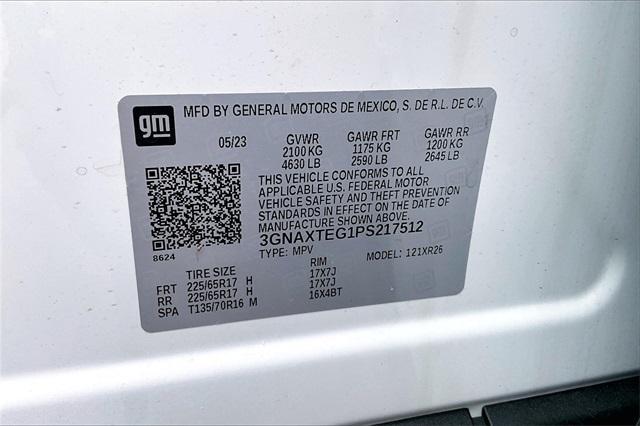 gm MFD BY GENERAL MOTORS DE MEXICO, S. DE R.L. DE C.V.
05/23 GVWR GAWR FRT GAWR RR
2100 KG 1175 KG 1200 KG
4630 LB 2590 LB 2645 LB
THIS VEHICLE CONFORMS TO ALL
APPLICABLE U.S. FEDERAL MOTOR
VEHICLE SAFETY AND THEFT PREVENTION
STANDARDS IN EFFECT ON THE DATE OF
MANUFACTURE SHOWN ABOVE.
3GNAXTEG1PS217512
8624 TYPE: MPV MODEL: 121XR26
TIRE SIZE RIM
FRT 225/65R17 H 17X7J
RR 225/65R17 H 17X7J
SPA T135/70R16 M 16X4BT